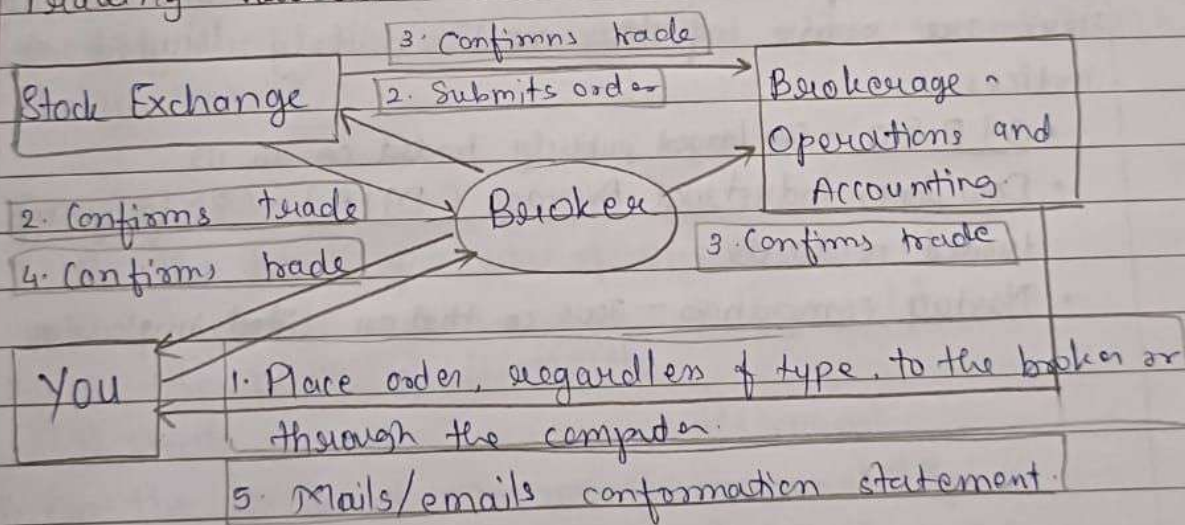 Trading
3. Confirms trade
Stock Exchange
2. Submits order
Brokerage
Operations and
Accounting
2. Confirms trade
Broker
3. Confirms trade
4. Confirms trade
You
1. Place order, regardless of type, to the broker or
through the computer.
5. Mails/emails conformation statement.